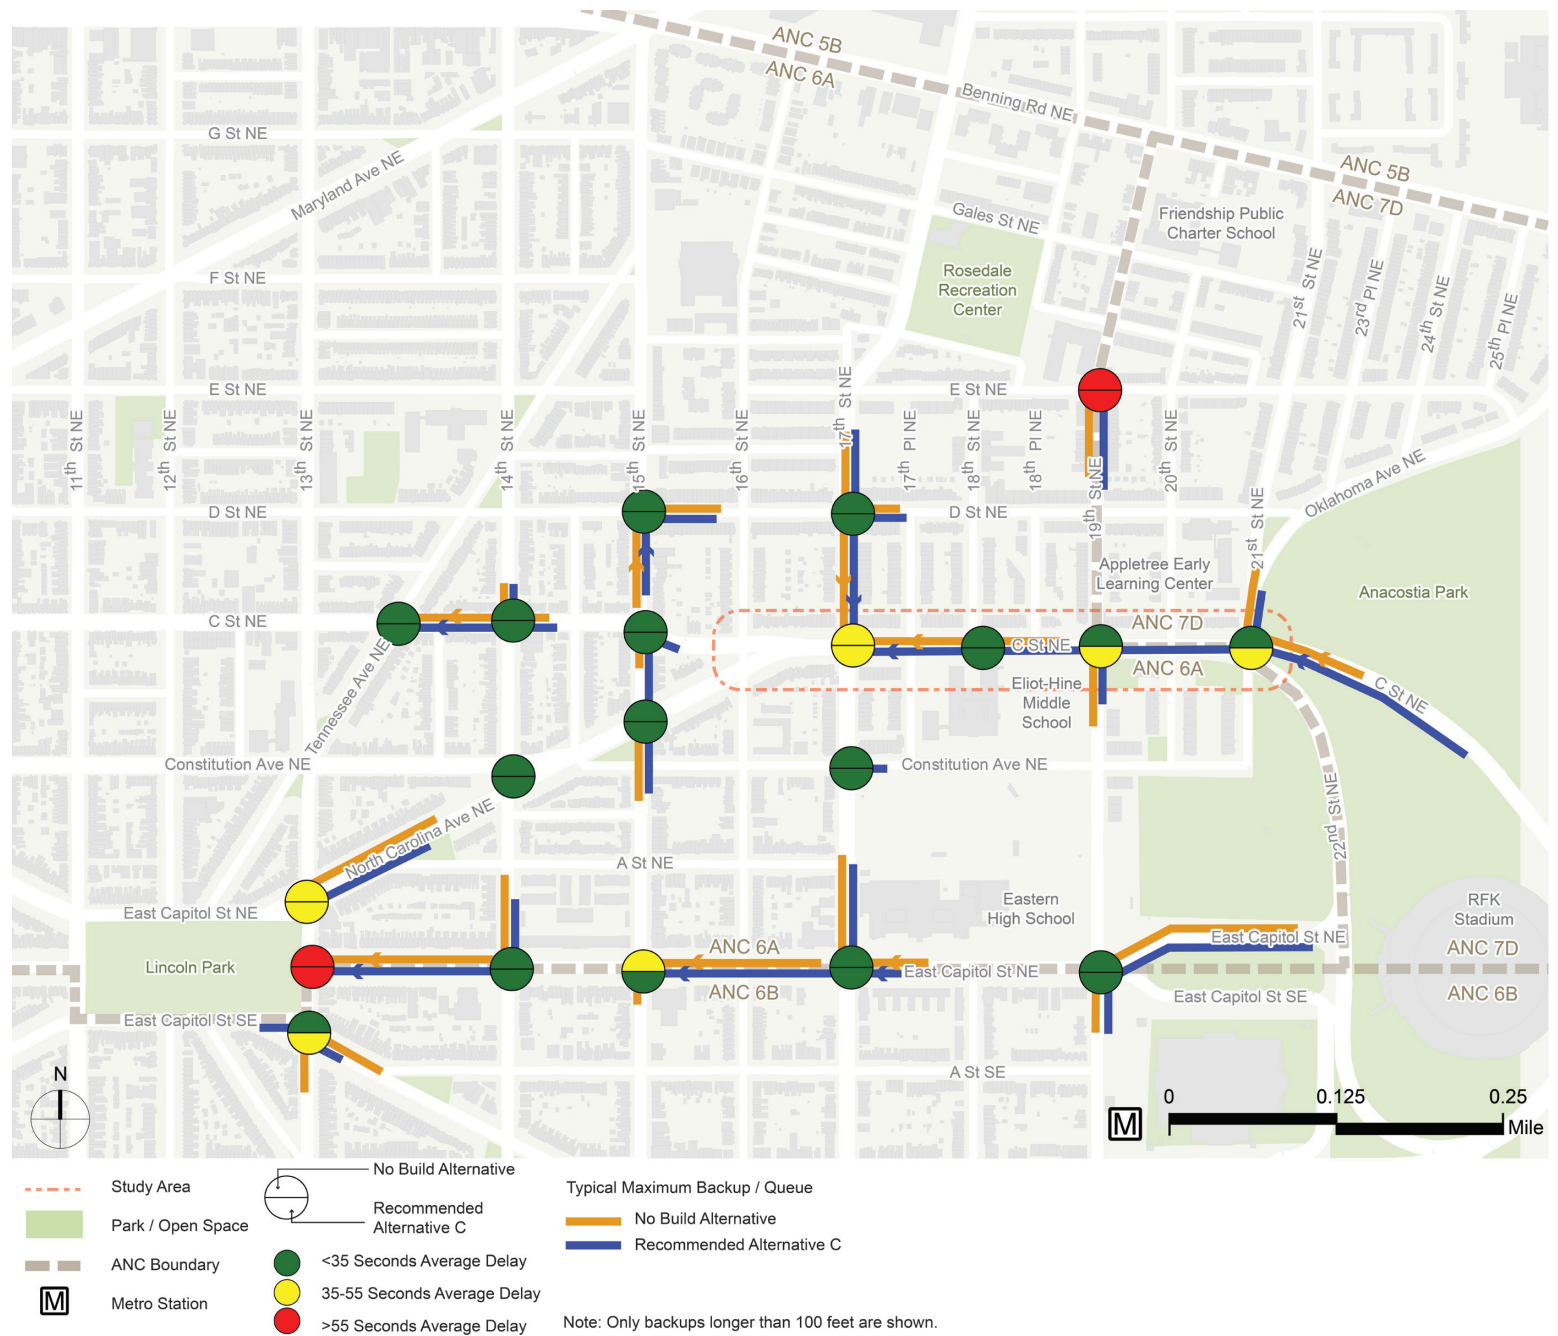 ANC 5B
ANC 6A
Benning Rd NE
G St NE
Maryland Ave NE
ANC 5B
ANC 7D
Gales St NE
Friendship Public
Charter School
F St NE
Rosedale
Recreation
Center
21st St NE
23rd Pl NE
24th St NE
25th Pl NE
E St NE
17th St NE
E St NE
11th St NE
12th St NE
13th St NE
14th St NE
15th St NE
16th St NE
17th Pl NE
18th St NE
18th Pl NE
19th St NE
20th St NE
21st St NE
Oklahoma Ave NE
D St NE
D St NE
Appletree Early
Learning Center
Anacostia Park
C St NE
ANC 7D
C St NE
ANC 6A
Tennessee Ave NE
Eliot-Hine
Middle
School
C St NE
Constitution Ave NE
Constitution Ave NE
22nd St NE
North Carolina Ave NE
A St NE
East Capitol St NE
Eastern
High School
RFK
Stadium
Lincoln Park
ANC 6A
East Capitol St NE
ANC 7D
East Capitol St NE
ANC 6B
ANC 6B
East Capitol St SE
East Capitol St SE
A St SE
N
M
0 0.125 0.25
Mile
Study Area
Park / Open Space
ANC Boundary
M Metro Station
No Build Alternative
Recommended
Alternative C
<35 Seconds Average Delay
35-55 Seconds Average Delay
>55 Seconds Average Delay
Typical Maximum Backup / Queue
No Build Alternative
Recommended Alternative C
Note: Only backups longer than 100 feet are shown.